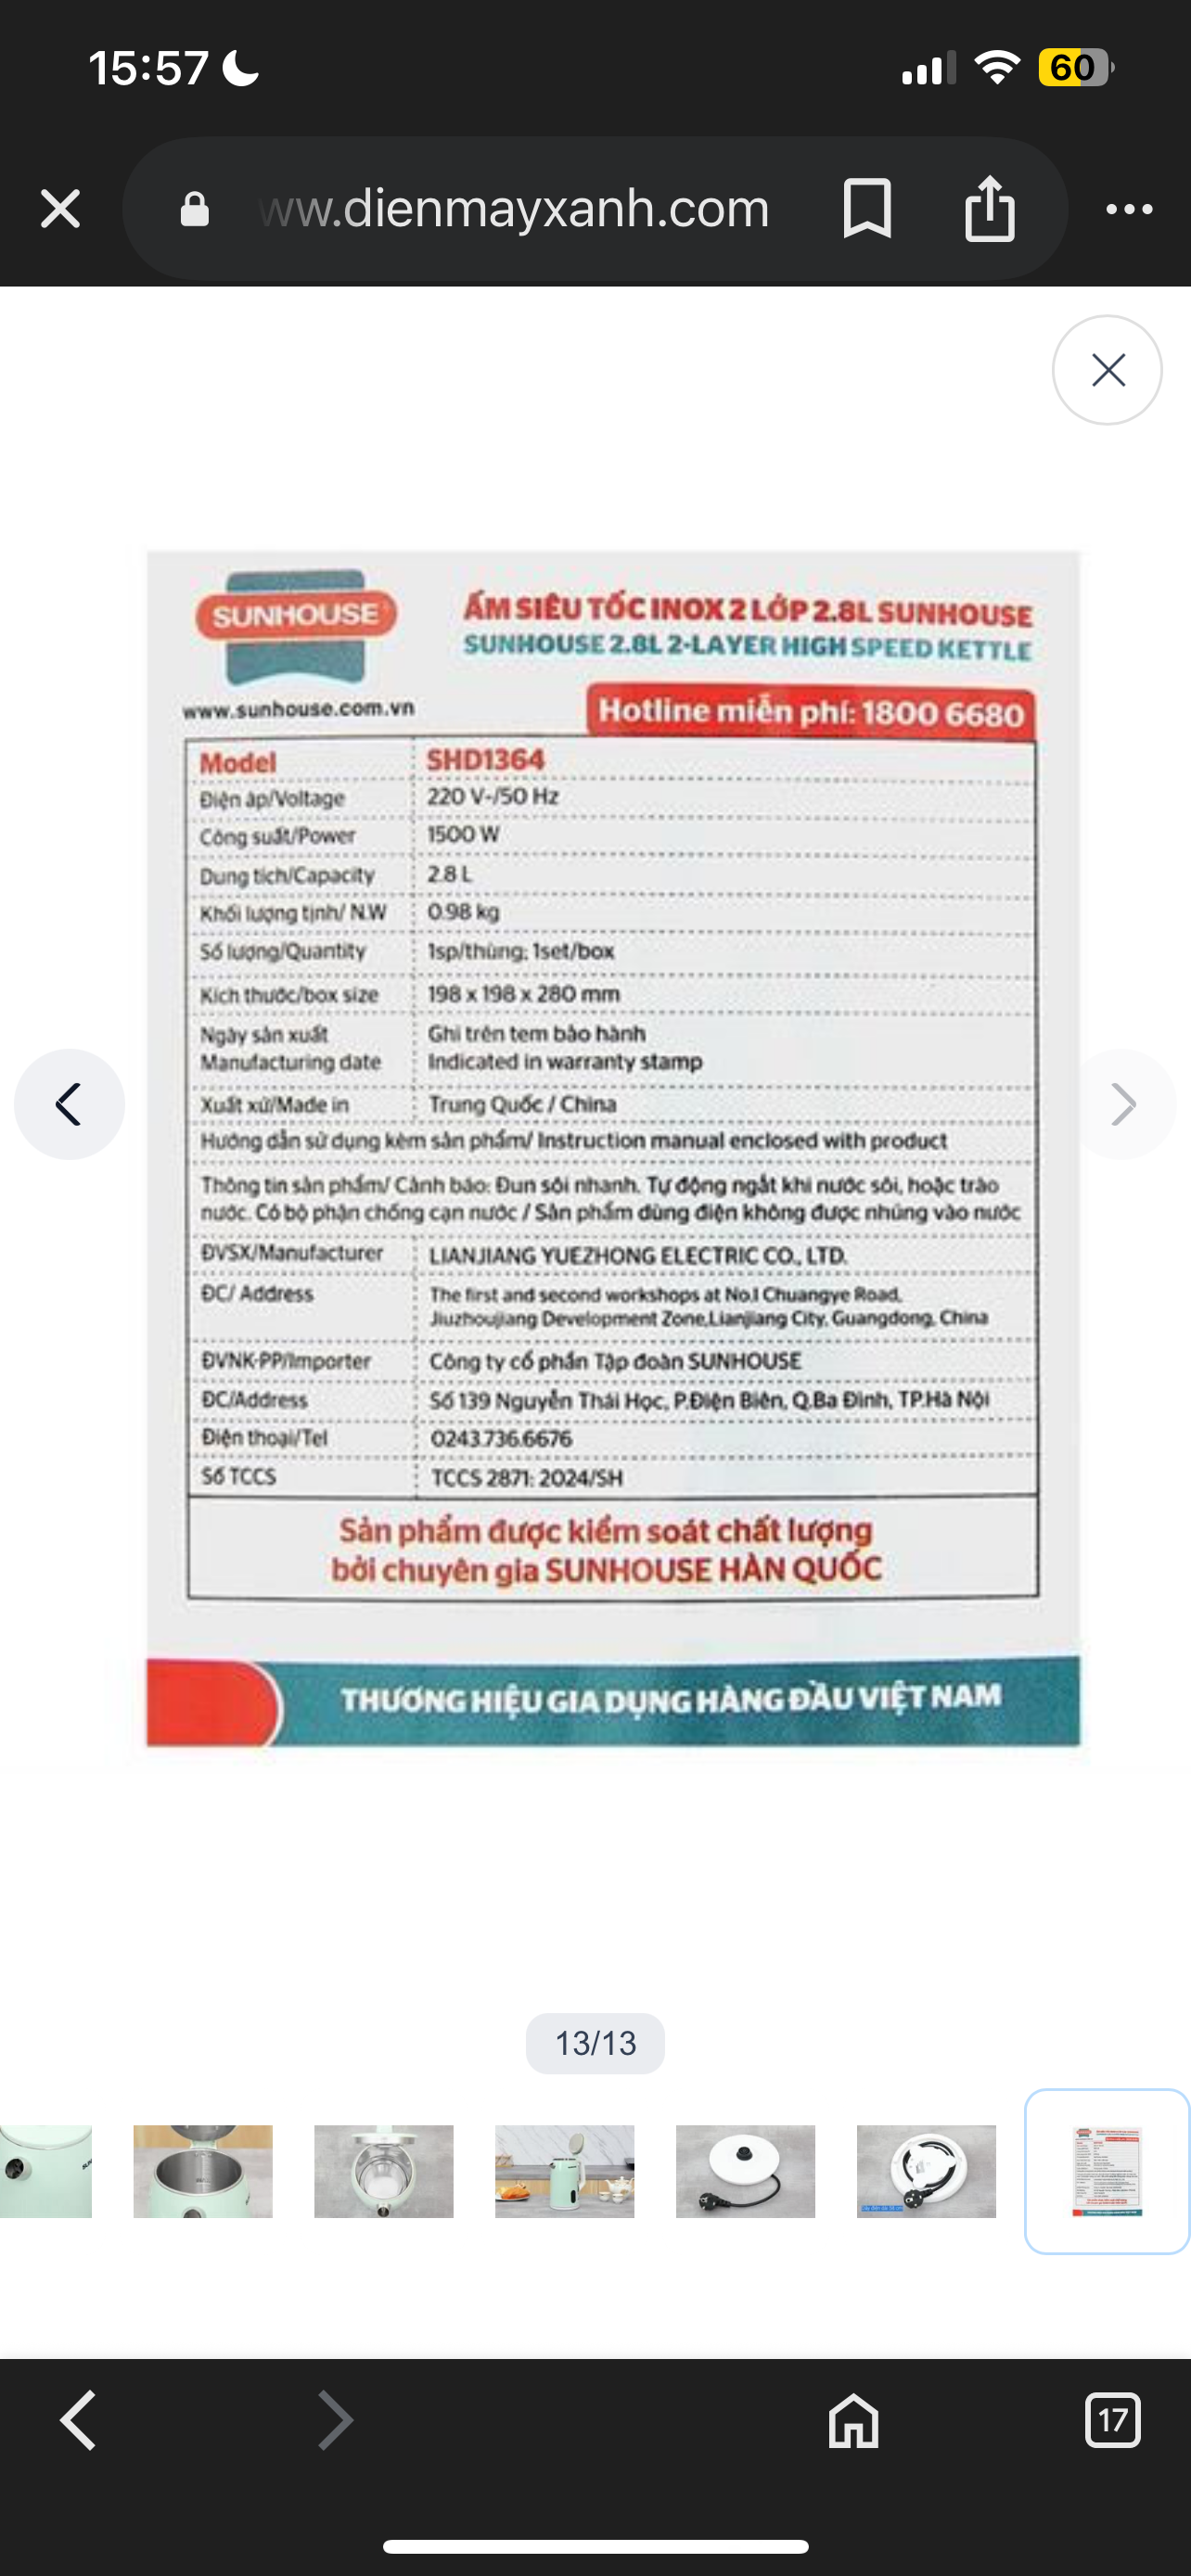 15:57
60
ww.dienmayxanh.com
SUNHOUSE
ẤM SIÊU TỐC INOX 2 LỚP 2.8L SUNHOUSE
SUNHOUSE 2.8L 2-LAYER HIGH SPEED KETTLE
www.sunhouse.com.vn
Hotline miễn phí: 1800 6680
Model SHD1364
Điện áp/Voltage 220 V~/50 Hz
Công suất/Power 1500 W
Dung tích/Capacity 2.8 L
Khối lượng tịnh/ N.W 0.98 kg
Số lượng/Quantity 1sp/thùng; 1set/box
Kích thước/box size 198 x 198 x 280 mm
Ngày sản xuất Ghi trên tem bảo hành
Manufacturing date Indicated in warranty stamp
Xuất xứ/Made in Trung Quốc / China
Hướng dẫn sử dụng kèm sản phẩm/ Instruction manual enclosed with product
Thông tin sản phẩm/ Cảnh báo: Đun sôi nhanh. Tự động ngắt khi nước sôi, hoặc trào
nước. Có bộ phận chống cạn nước / Sản phẩm dùng điện không được nhúng vào nước
ĐVSX/Manufacturer LIANJIANG YUEZHONG ELECTRIC CO., LTD.
ĐC/ Address The first and second workshops at No.1 Chuangye Road,
Jiuzhoujiang Development Zone,Lianjiang City, Guangdong, China
ĐVNK-PP/Importer Công ty cổ phần Tập đoàn SUNHOUSE
ĐC/Address Số 139 Nguyễn Thái Học, P.Điện Biên, Q.Ba Đình, TP.Hà Nội
Điện thoại/Tel 0243.736.6676
Số TCCS TCCS 2871: 2024/SH
Sản phẩm được kiểm soát chất lượng
bởi chuyên gia SUNHOUSE HÀN QUỐC
THƯƠNG HIỆU GIA DỤNG HÀNG ĐẦU VIỆT NAM
13/13
17